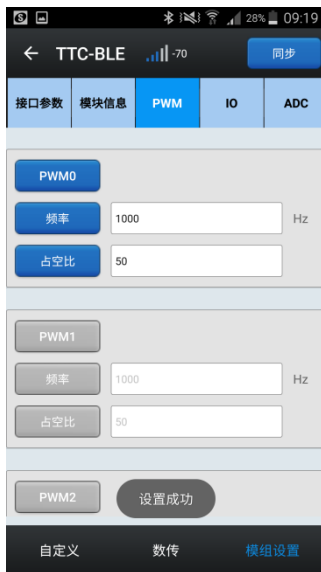 28% 09:19
TTC-BLE -70 同步
接口参数 模块信息 PWM IO ADC
PWM0
频率 1000 Hz
占空比 50
PWM1
频率 1000 Hz
占空比 50
PWM2 设置成功
自定义 数传 模组设置